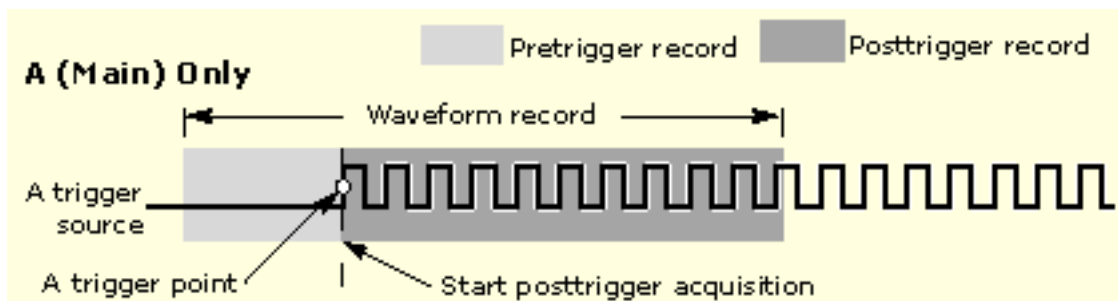 Pretrigger record
Posttrigger record
A (Main) Only
Waveform record
A trigger
source
A trigger point
Start posttrigger acquisition